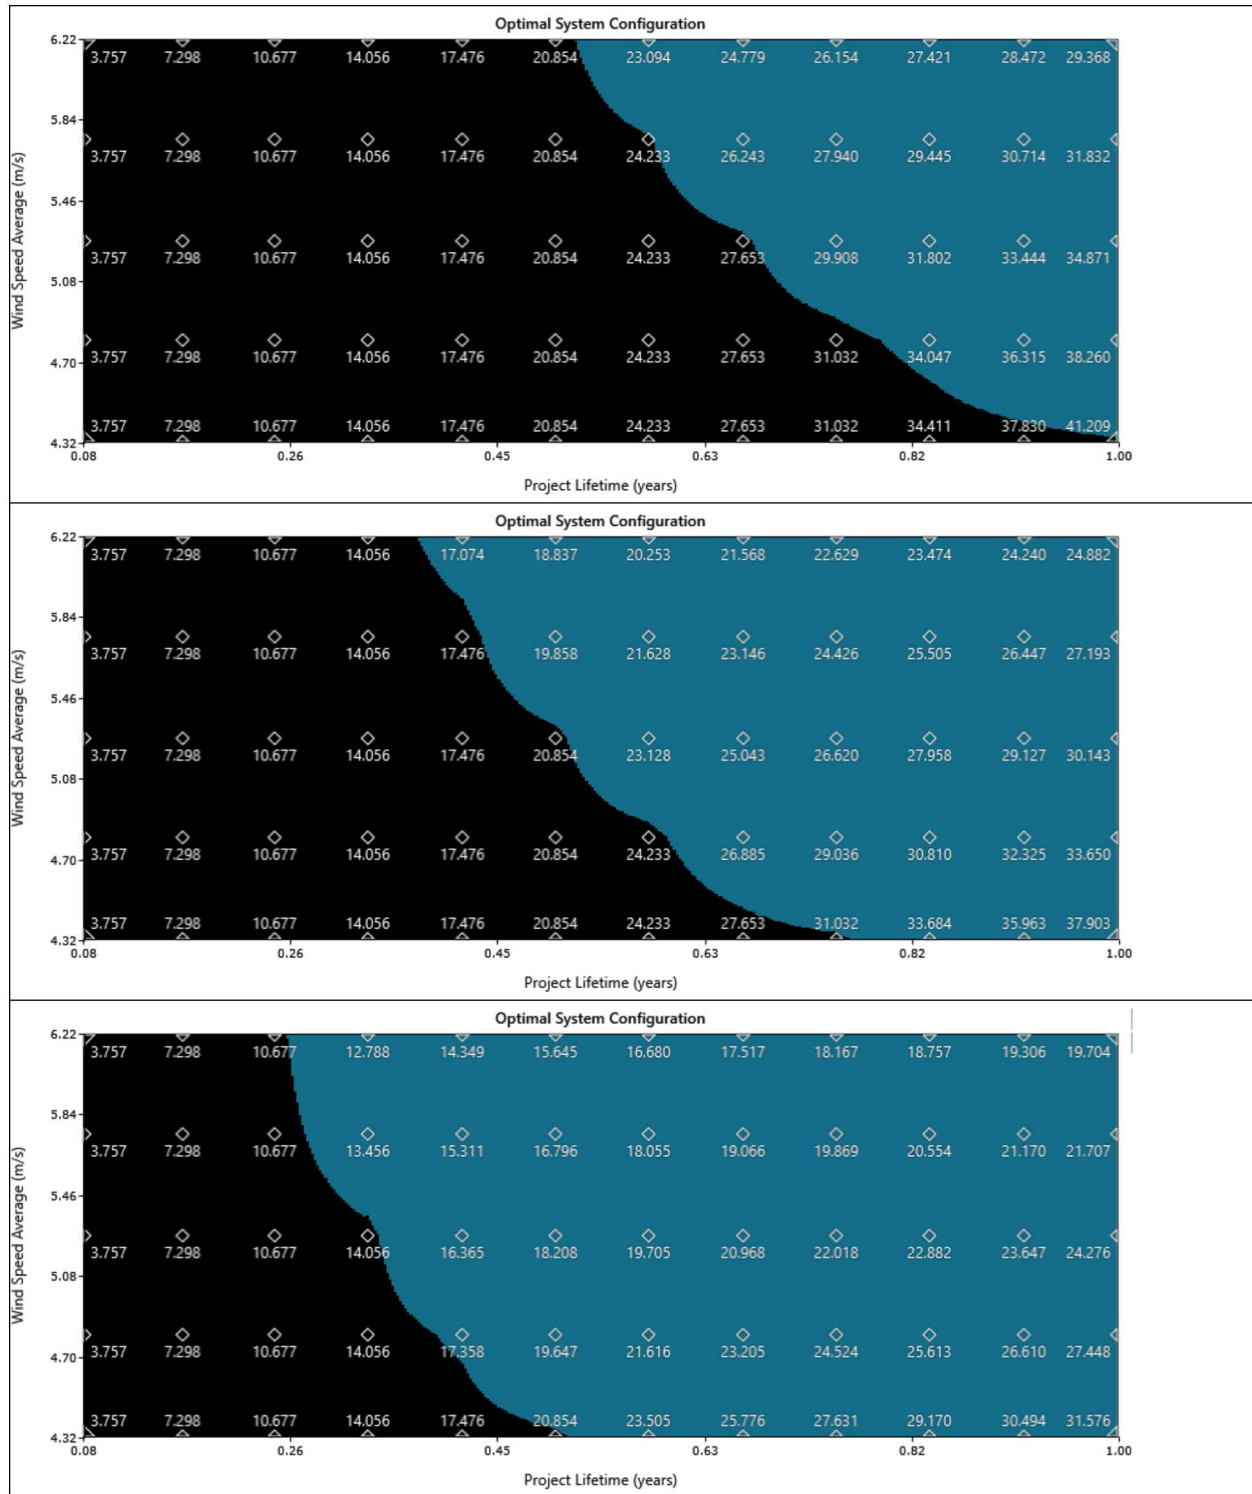 Optimal System Configuration
Wind Speed Average (m/s)
6.22
3.757 7.298 10.677 14.056 17.476 20.854 23.094 24.779 26.154 27.421 28.472 29.368
5.84
3.757 7.298 10.677 14.056 17.476 20.854 24.233 26.243 27.940 29.445 30.714 31.832
5.46
3.757 7.298 10.677 14.056 17.476 20.854 24.233 27.653 29.908 31.802 33.444 34.871
5.08
3.757 7.298 10.677 14.056 17.476 20.854 24.233 27.653 31.032 34.047 36.315 38.260
4.70
3.757 7.298 10.677 14.056 17.476 20.854 24.233 27.653 31.032 34.411 37.830 41.209
4.32
0.08 0.26 0.45 0.63 0.82 1.00
Project Lifetime (years)
Optimal System Configuration
Wind Speed Average (m/s)
6.22
3.757 7.298 10.677 14.056 17.074 18.837 20.253 21.568 22.629 23.474 24.240 24.882
5.84
3.757 7.298 10.677 14.056 17.476 19.858 21.628 23.146 24.426 25.505 26.447 27.193
5.46
3.757 7.298 10.677 14.056 17.476 20.854 23.128 25.043 26.620 27.958 29.127 30.143
5.08
3.757 7.298 10.677 14.056 17.476 20.854 24.233 26.885 29.036 30.810 32.325 33.650
4.70
3.757 7.298 10.677 14.056 17.476 20.854 24.233 27.653 31.032 33.684 35.963 37.903
4.32
0.08 0.26 0.45 0.63 0.82 1.00
Project Lifetime (years)
Optimal System Configuration
Wind Speed Average (m/s)
6.22
3.757 7.298 10.677 12.788 14.349 15.645 16.680 17.517 18.167 18.757 19.306 19.704
5.84
3.757 7.298 10.677 13.456 15.311 16.796 18.055 19.066 19.869 20.554 21.170 21.707
5.46
3.757 7.298 10.677 14.056 16.365 18.208 19.705 20.968 22.018 22.882 23.647 24.276
5.08
3.757 7.298 10.677 14.056 17.358 19.647 21.616 23.205 24.524 25.613 26.610 27.448
4.70
3.757 7.298 10.677 14.056 17.476 20.854 23.505 25.776 27.631 29.170 30.494 31.576
4.32
0.08 0.26 0.45 0.63 0.82 1.00
Project Lifetime (years)